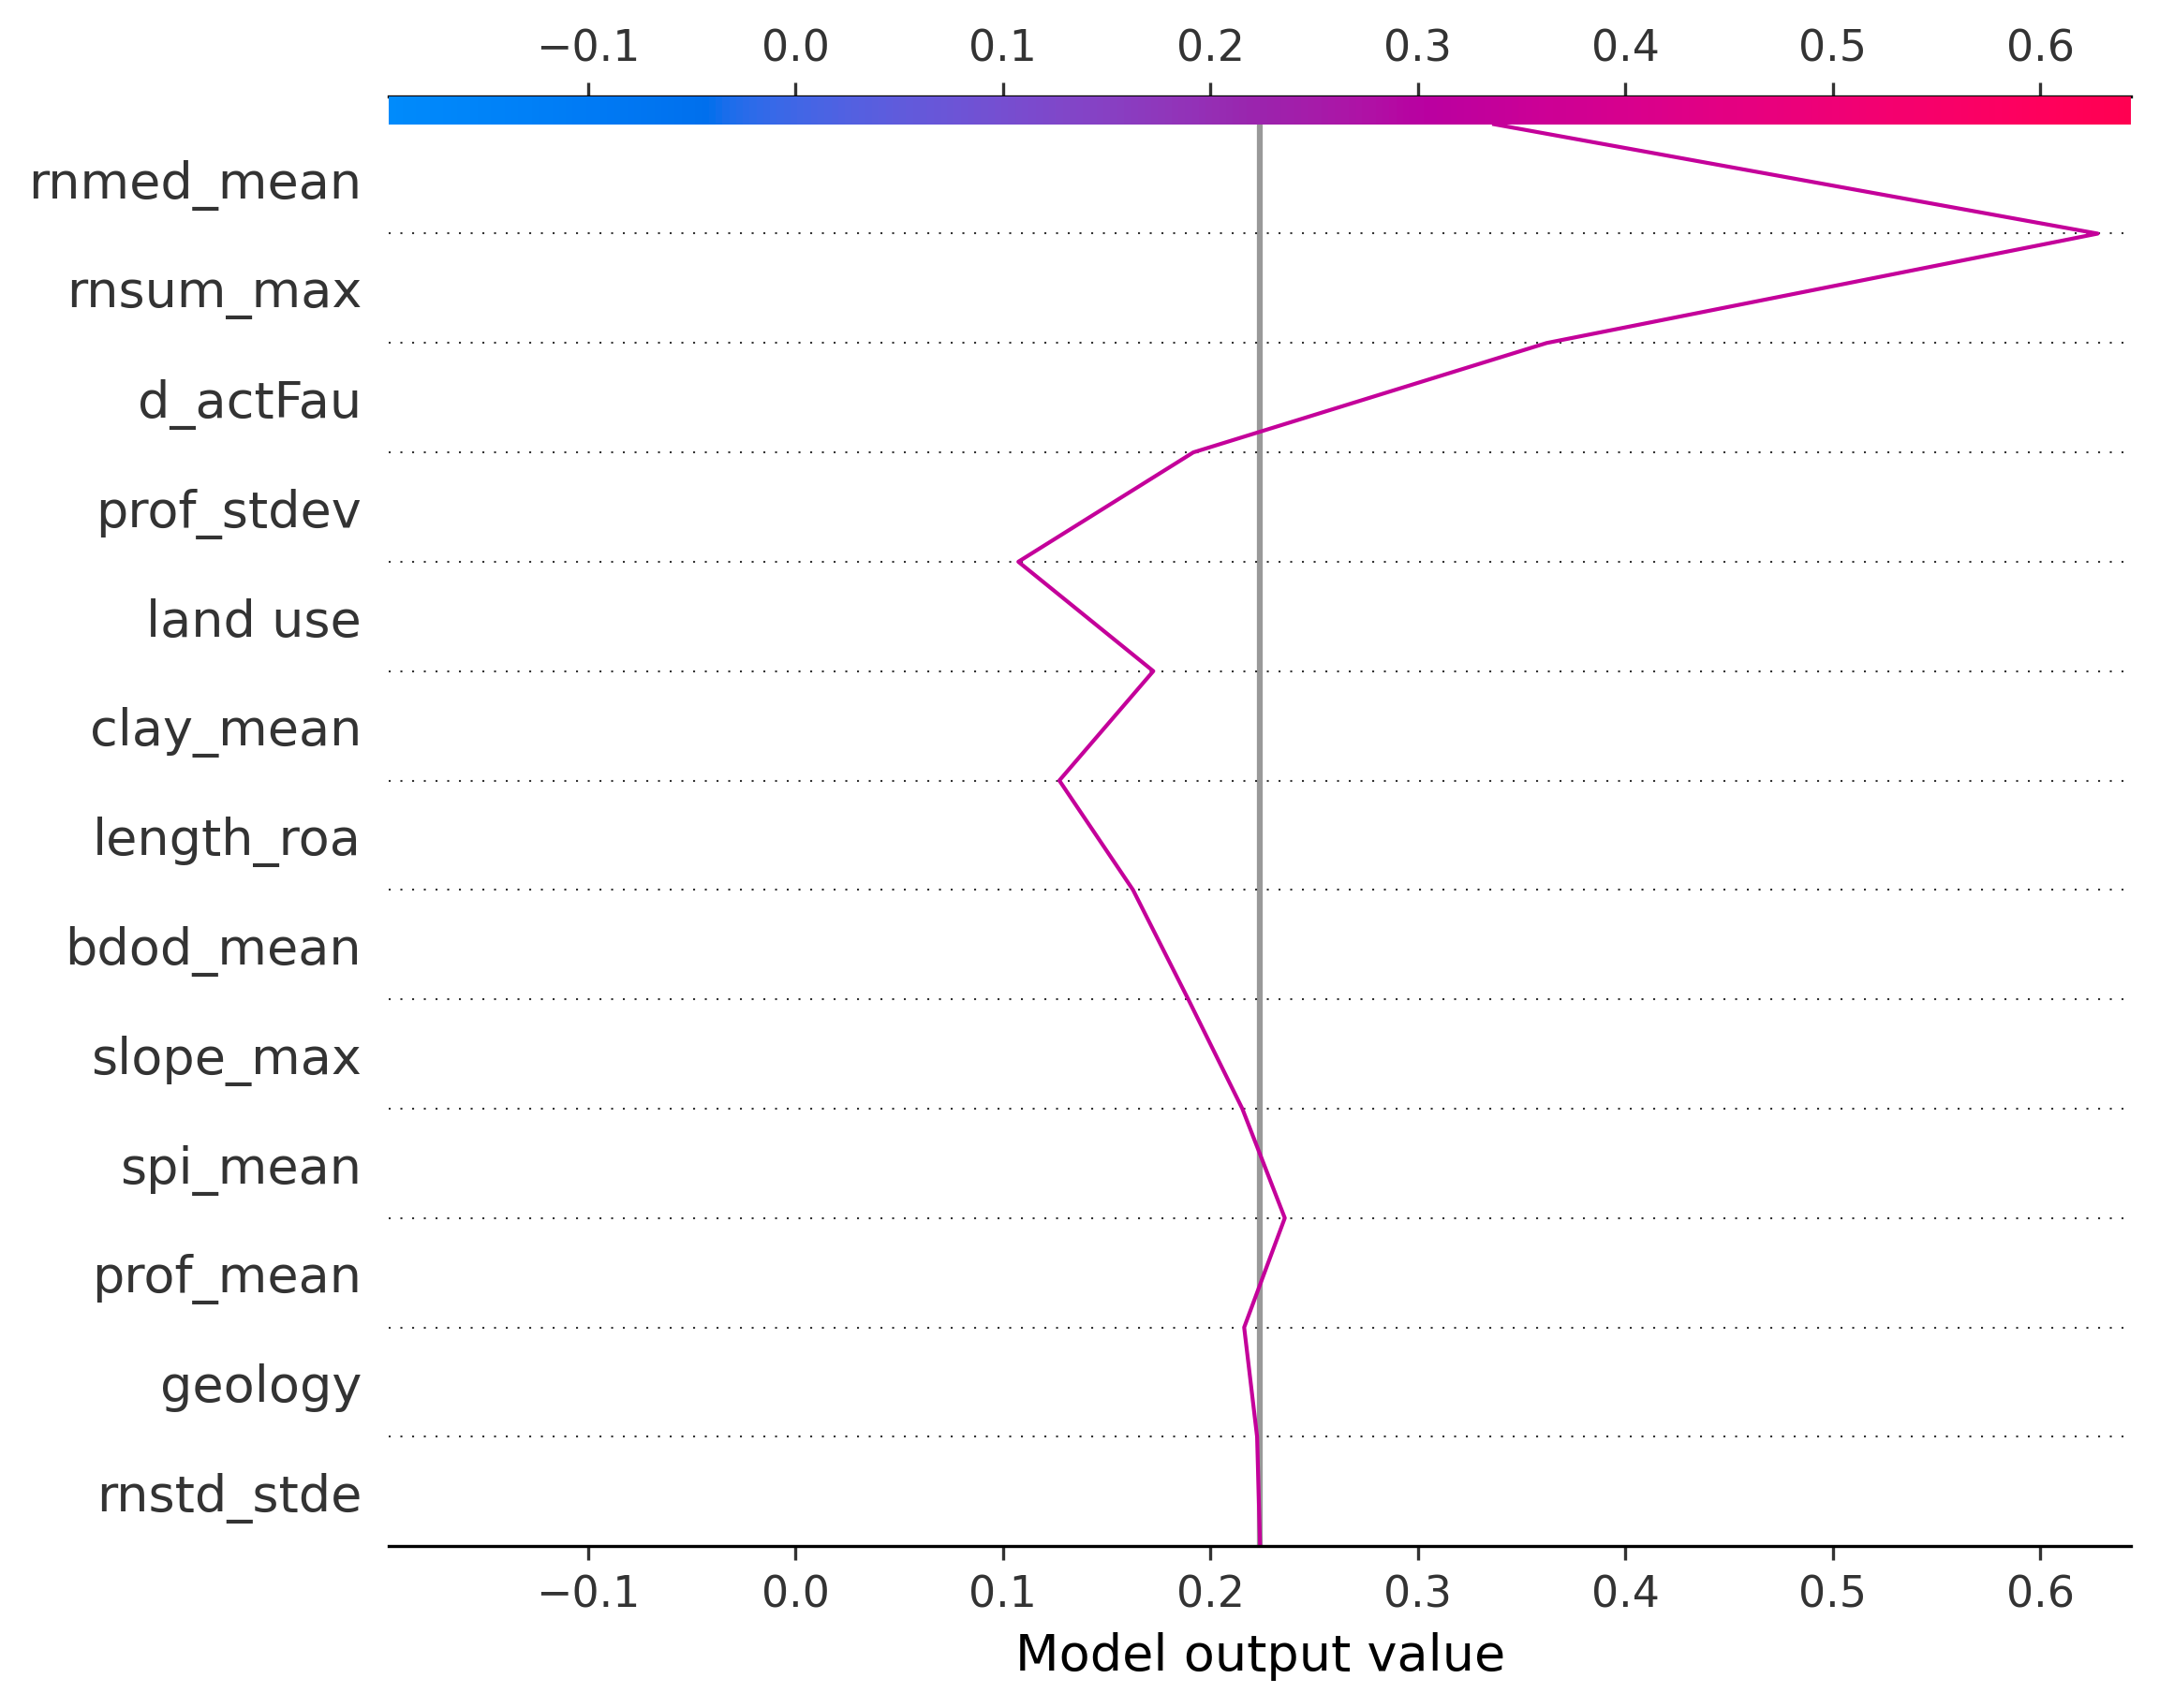 −0.1 0.0 0.1 0.2 0.3 0.4 0.5 0.6
rnmed_mean
rnsum_max
d_actFau
prof_stdev
land use
clay_mean
length_roa
bdod_mean
slope_max
spi_mean
prof_mean
geology
rnstd_stde
−0.1 0.0 0.1 0.2 0.3 0.4 0.5 0.6
Model output value